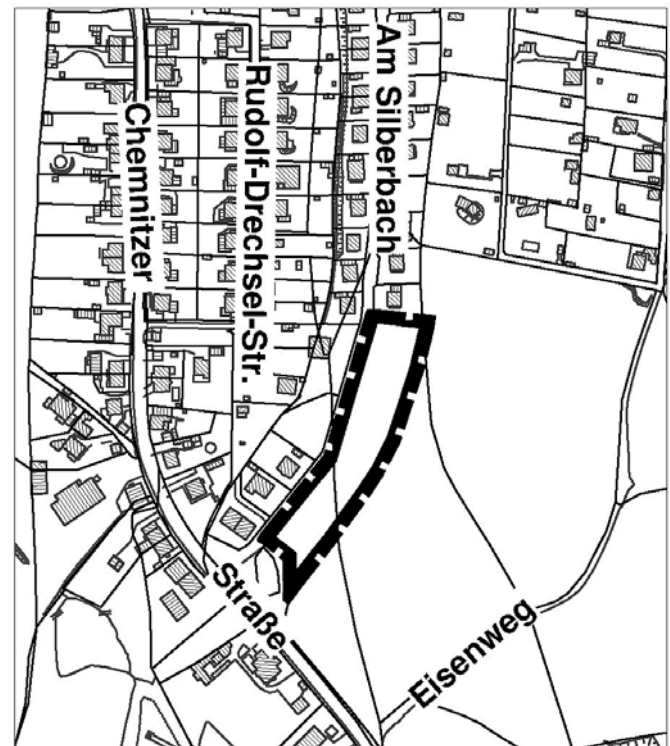 Chemnitzer
Rudolf-Drechsel-Str.
Am Silberbach
Straße
Eisenweg